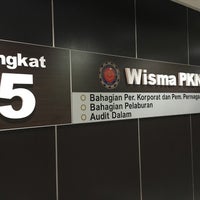 ngkat
5
Wisma PKN
Bahagian Per. Korporat dan Pem. Perniaga
Bahagian Pelaburan
Audit Dalam